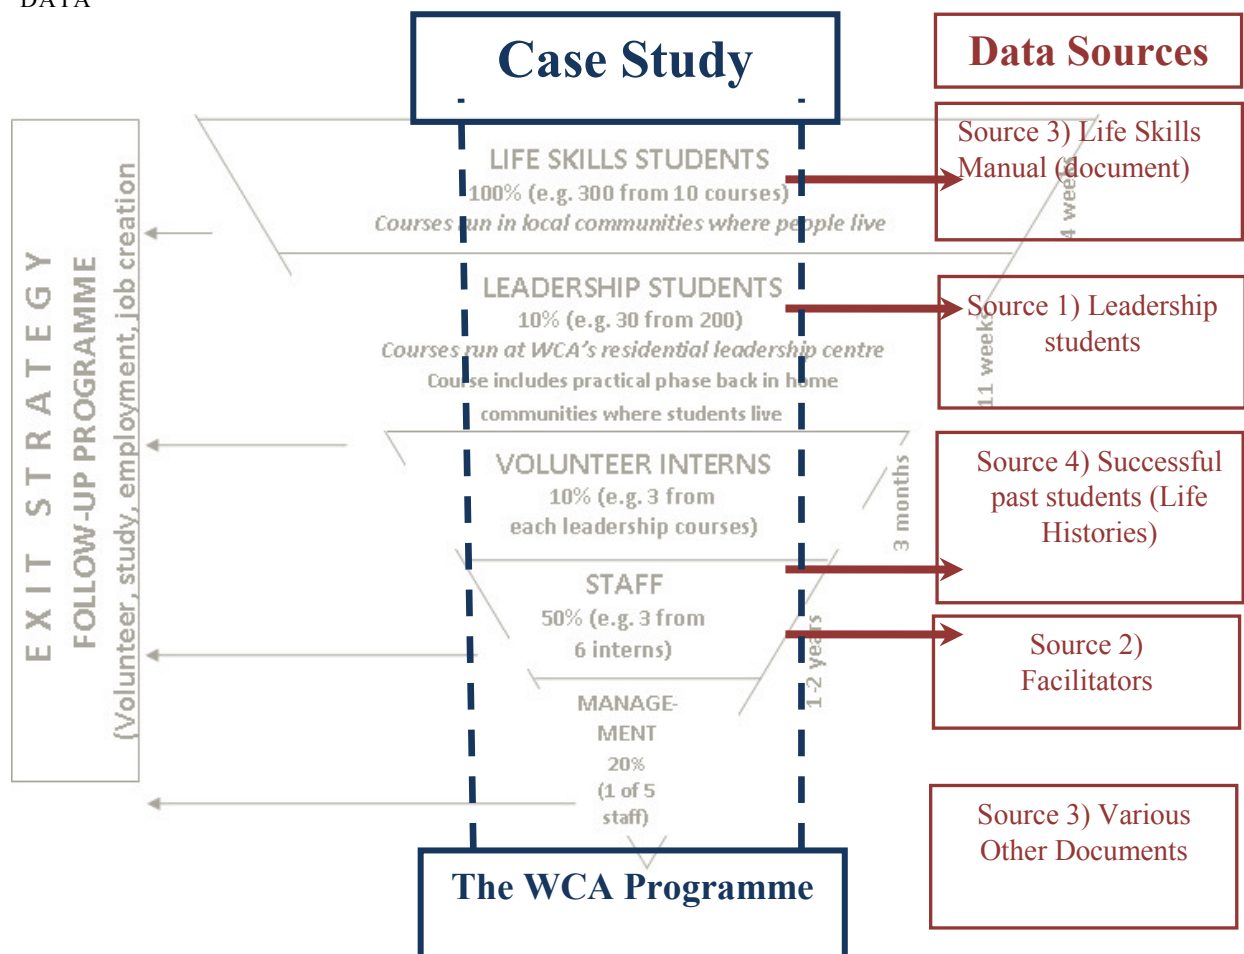 DATA
Case Study
Data Sources
EXIT STRATEGY
FOLLOW-UP PROGRAMME
(Volunteer, study, employment, job creation
LIFE SKILLS STUDENTS
100% (e.g. 300 from 10 courses)
Courses run in local communities where people live
4 weeks
LEADERSHIP STUDENTS
10% (e.g. 30 from 200)
Courses run at WCA's residential leadership centre
Course includes practical phase back in home
communities where students live
11 weeks
VOLUNTEER INTERNS
10% (e.g. 3 from
each leadership courses)
3 months
STAFF
50% (e.g. 3 from
6 interns)
1-2 years
MANAGE-
MENT
20%
(1 of 5
staff)
The WCA Programme
Source 3) Life Skills
Manual (document)
Source 1) Leadership
students
Source 4) Successful
past students (Life
Histories)
Source 2)
Facilitators
Source 3) Various
Other Documents